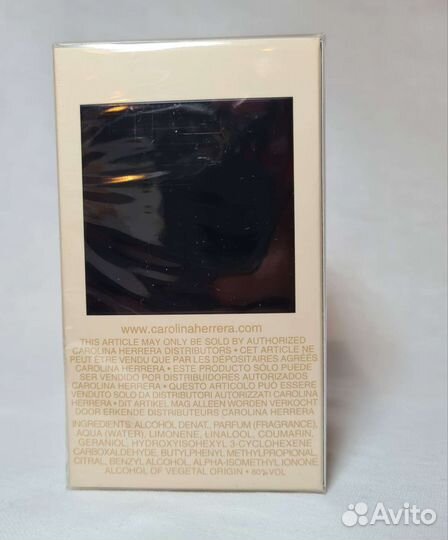 www.carolinaherrera.com
THIS ARTICLE MAY ONLY BE SOLD BY AUTHORIZED
CAROLINA HERRERA DISTRIBUTORS • CET ARTICLE NE
PEUT ÊTRE VENDU QUE PAR LES DEPOSITAIRES AGREÉS
CAROLINA HERRERA • ESTE PRODUCTO SÓLO PUEDE
SER VENDIDO POR DISTRIBUIDORES AUTORIZADOS
CAROLINA HERRERA • QUESTO ARTICOLO PUÒ ESSERE
VENDUTO SOLO DA DISTRIBUTORI AUTORIZZATI CAROLINA
HERRERA • DIT ARTIKEL MAG ALLEEN WORDEN VERKOCHT
DOOR ERKENDE DISTRIBUTEURS CAROLINA HERRERA
INGREDIENTS: ALCOHOL DENAT., PARFUM (FRAGRANCE),
AQUA (WATER), LIMONENE, LINALOOL, COUMARIN,
GERANIOL, HYDROXYISOHEXYL 3-CYCLOHEXENE
CARBOXALDEHYDE, BUTYLPHENYL METHYLPROPIONAL,
CITRAL, BENZYL ALCOHOL, ALPHA-ISOMETHYL IONONE
ALCOHOL OF VEGETAL ORIGIN • 80% VOL
Avito